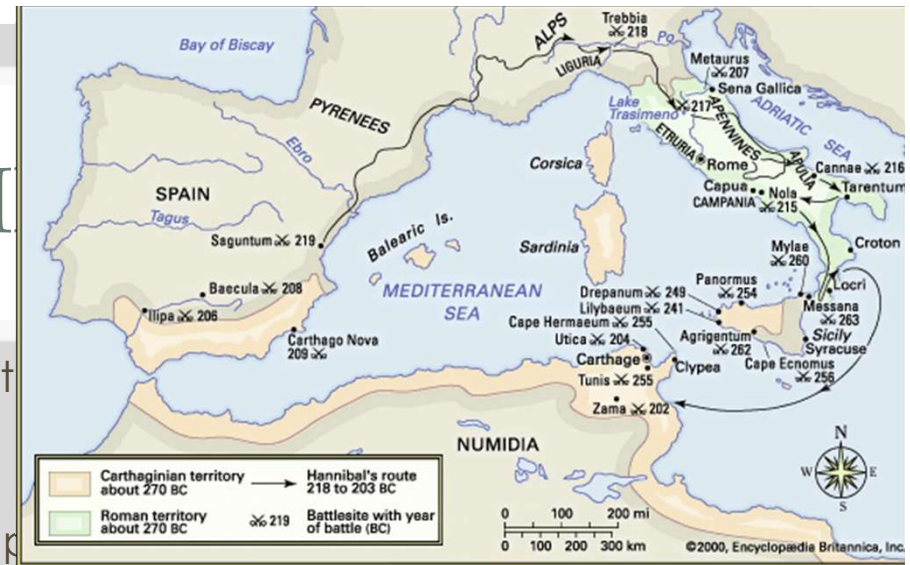 Bay of Biscay
ALPS
Trebbia
218
Po
LIGURIA
Metaurus
207
Sena Gallica
217
Lake
Trasimeno
ADRIATIC SEA
APENNINES
PYRENEES
ETRURIA
Rome
APULIA
Cannae 216
Ebro
Corsica
SPAIN
Capua
Nola
CAMPANIA 215
Tarentum
Tagus
Balearic Is.
Saguntum 219
Sardinia
Mylae
260
Croton
Baecula 208
MEDITERRANEAN
SEA
Panormus
254
Locri
Drepanum 249
Lilybaeum 241
Messana
263
Ilipa 206
Cape Hermaeum 255
Agrigentum
262
Sicily
Syracuse
Carthago Nova
209
Utica 204
Carthage
Clypea
Cape Ecnomus
256
Tunis 255
Zama 202
NUMIDIA
N
W E
S
Carthaginian territory
about 270 BC
Hannibal's route
218 to 203 BC
Roman territory
about 270 BC
219 Battlesite with year
of battle (BC)
0 100 200 mi
0 100 200 300 km
©2000, Encyclopædia Britannica, Inc.